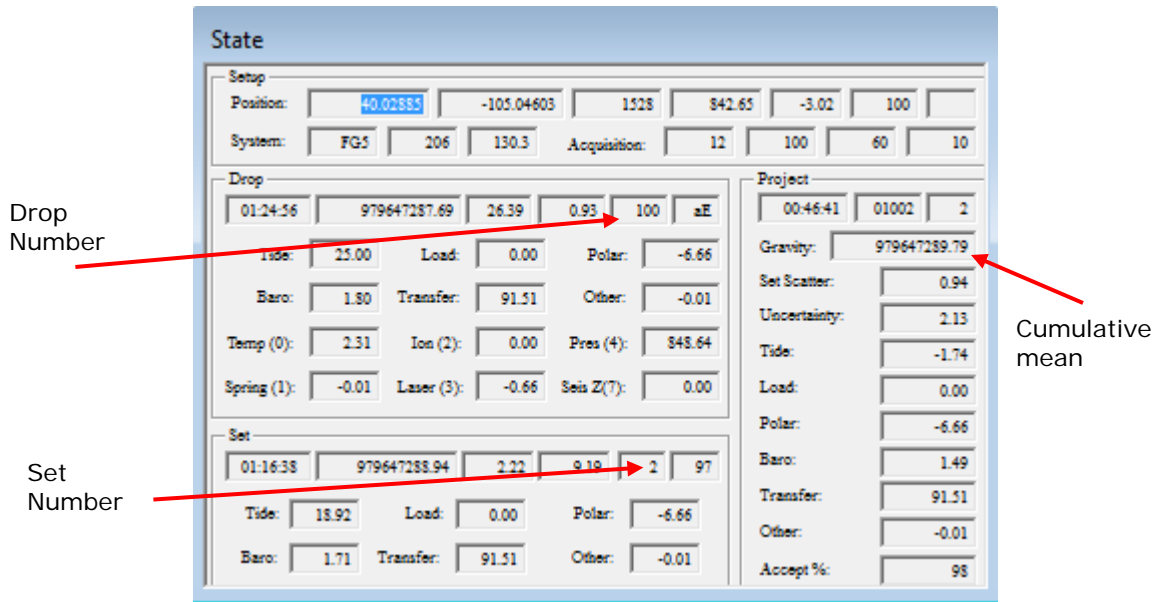 State
Setup
Position: 40.02885 -105.04603 1528 842.65 -3.02 100
System: FG5 206 130.3 Acquisition: 12 100 60 10
Drop
01:24:56 979647287.69 26.39 0.93 100 aE
Tide: 25.00 Load: 0.00 Polar: -6.66
Baro: 1.80 Transfer: 91.51 Other: -0.01
Temp (0): 2.31 Ion (2): 0.00 Pres (4): 848.64
Spring (1): -0.01 Laser (3): -0.66 Seis Z(7): 0.00
Set
01:16:38 979647288.94 2.22 9.19 2 97
Tide: 18.92 Load: 0.00 Polar: -6.66
Baro: 1.71 Transfer: 91.51 Other: -0.01
Project
00:46:41 01002 2
Gravity: 979647289.79
Set Scatter: 0.94
Uncertainty: 2.13
Tide: -1.74
Load: 0.00
Polar: -6.66
Baro: 1.49
Transfer: 91.51
Other: -0.01
Accept %: 98
Drop
Number
Set
Number
Cumulative
mean